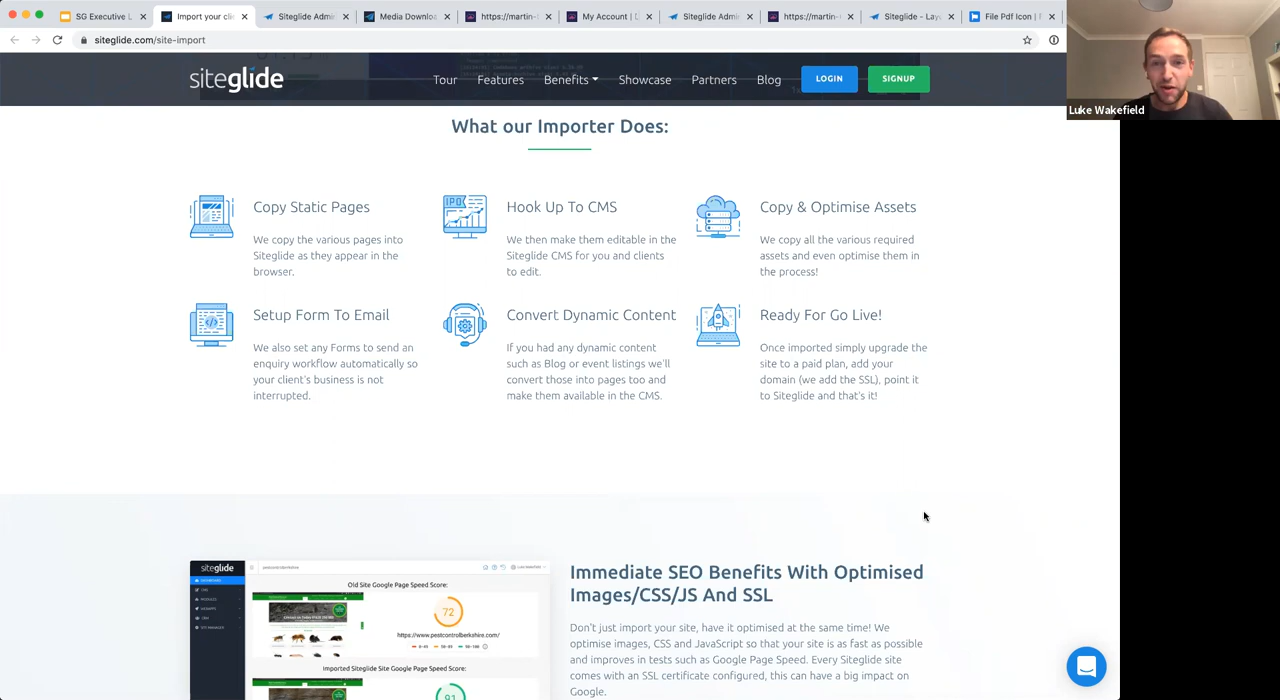 SG Executive L
Import your clie
Siteglide Admi
Media Downloa
https://martin-
My Account | D
Siteglide Admi
https://martin-
Siteglide - Layo
File Pdf Icon | F
siteglide.com/site-import
siteglide
Tour
Features
Benefits
Showcase
Partners
Blog
LOGIN
SIGNUP
Luke Wakefield
What our Importer Does:
Copy Static Pages
We copy the various pages into
Siteglide as they appear in the
browser.
Hook Up To CMS
We then make them editable in the
Siteglide CMS for you and clients
to edit.
Copy & Optimise Assets
We copy all the various required
assets and even optimise them in
the process!
Setup Form To Email
We also set any Forms to send an
enquiry workflow automatically so
your client's business is not
interrupted.
IPO
Convert Dynamic Content
If you had any dynamic content
such as Blog or event listings we'll
convert those into pages too and
make them available in the CMS.
Ready For Go Live!
Once imported simply upgrade the
site to a paid plan, add your
domain (we add the SSL), point it
to Siteglide and that's it!
siteglide
pestcontrolberkshire
Old Site Google Page Speed Score:
72
https://www.pestcontrolberkshire.com/
Imported Siteglide Site Google Page Speed Score:
91
Immediate SEO Benefits With Optimised
Images/CSS/JS And SSL
Don't just import your site, have it optimised at the same time! We
optimise images, CSS and JavaScript so that your site is as fast as possible
and improves in tests such as Google Page Speed. Every Siteglide site
comes with an SSL certificate configured, this can have a big impact on
Google.